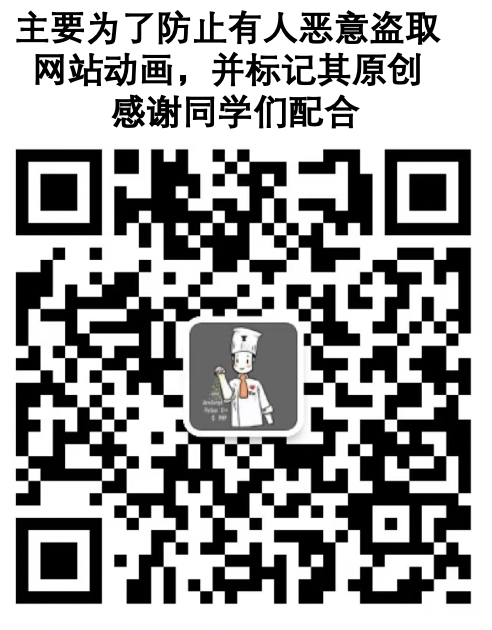 主要为了防止有人恶意盗取
网站动画，并标记其原创
感谢同学们配合